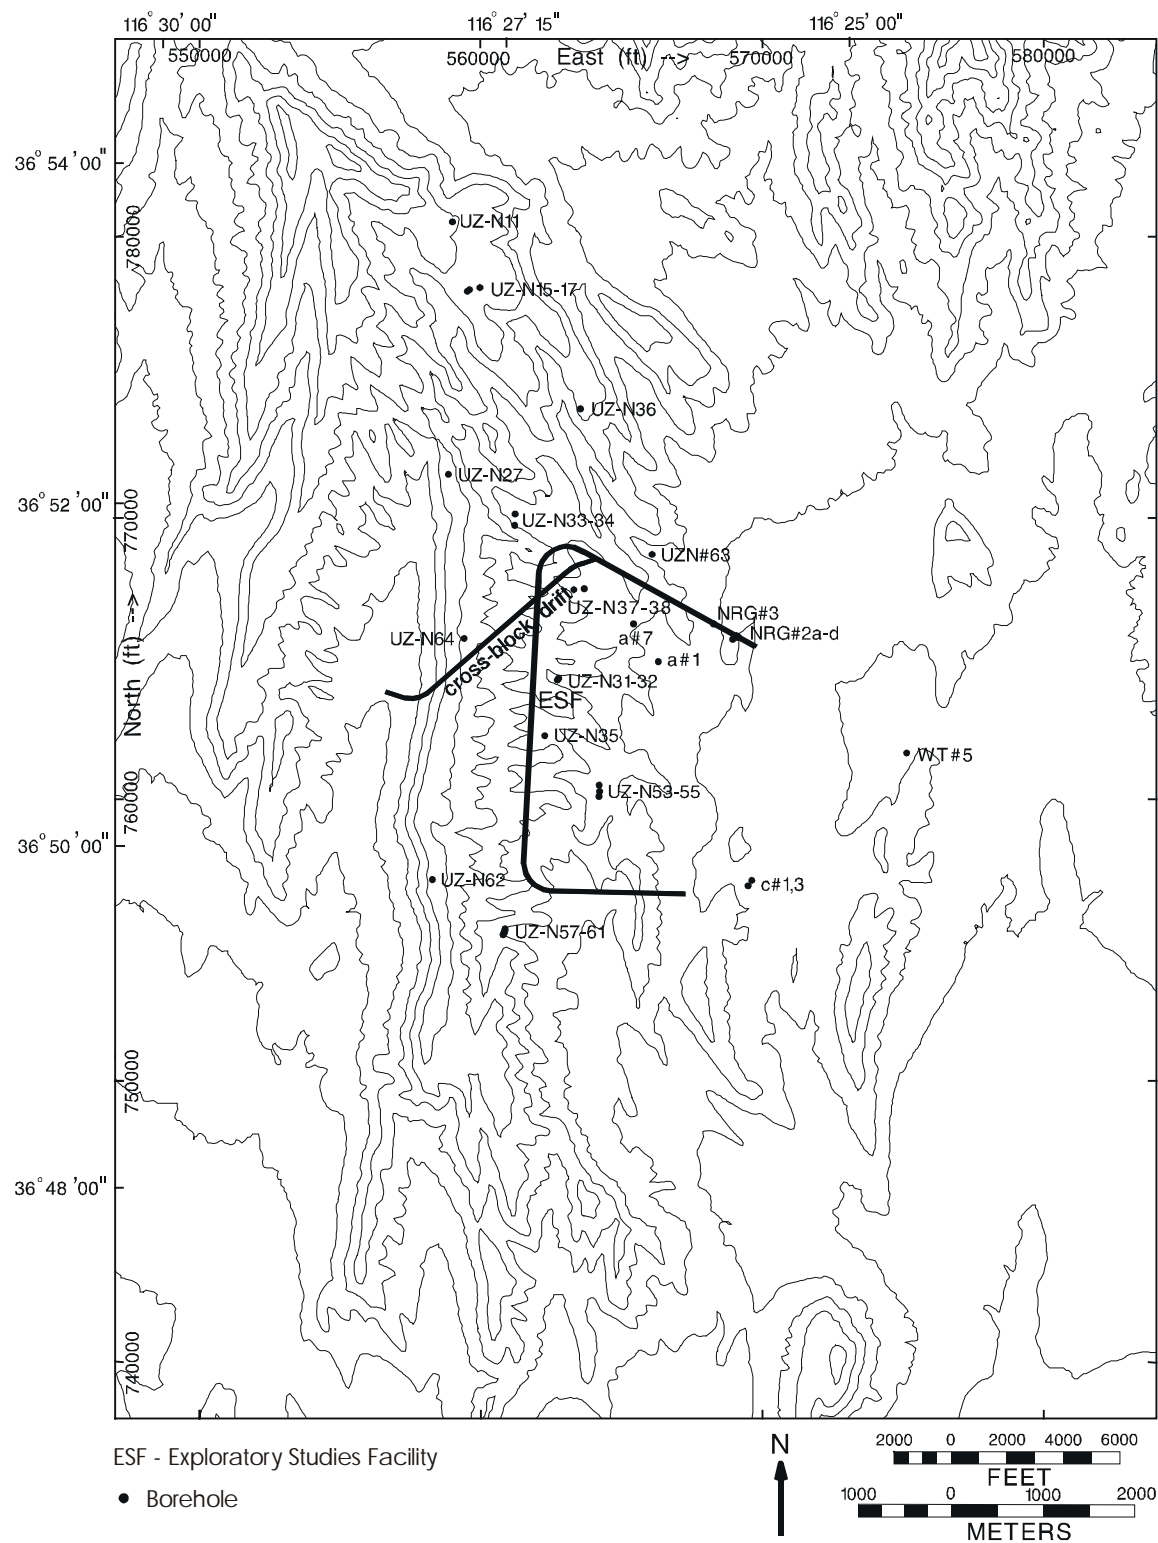 116° 30' 00"
116° 27' 15"
116° 25' 00"
550000
560000
East (ft) -->
570000
580000
36° 54' 00"
780000
UZ-N11
UZ-N15-17
UZ-N36
UZ-N27
36° 52' 00"
770000
UZ-N33-34
UZN#63
UZ-N37-38
NRG#3
NRG#2a-d
UZ-N64
a#7
cross-block drift
a#1
North (ft) -->
UZ-N31-32
ESF
UZ-N35
WT#5
760000
UZ-N53-55
36° 50' 00"
UZ-N62
c#1,3
UZ-N57-61
750000
36° 48' 00"
740000
ESF - Exploratory Studies Facility
Borehole
N
2000 0 2000 4000 6000
FEET
1000 0 1000 2000
METERS